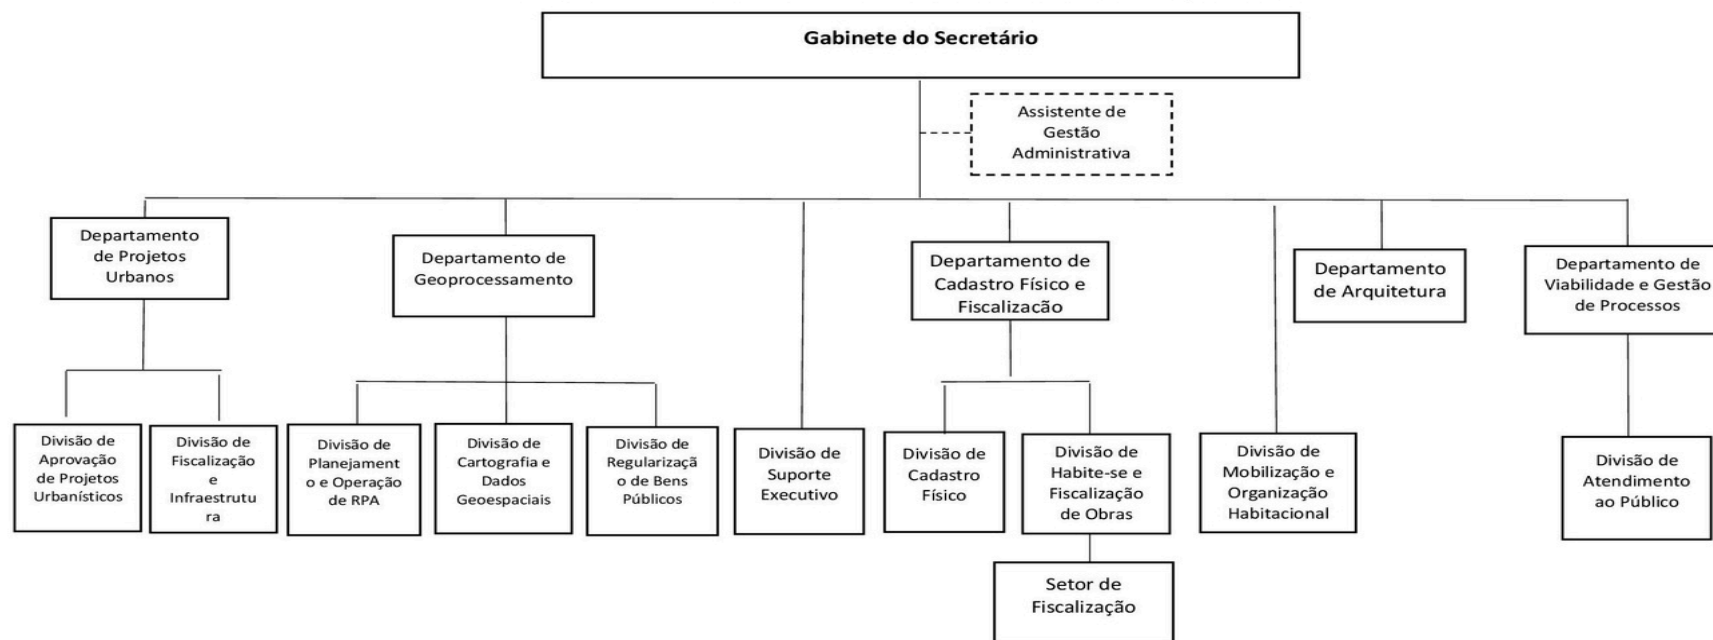 Gabinete do Secretário
Assistente de
Gestão
Administrativa
Departamento
de Projetos
Urbanos
Departamento de
Geoprocessamento
Departamento de
Cadastro Físico e
Fiscalização
Departamento
de Arquitetura
Departamento de
Viabilidade e Gestão
de Processos
Divisão de
Aprovação
de Projetos
Urbanísticos
Divisão de
Fiscalização
e
Infraestrutu
ra
Divisão de
Planejament
o e Operação
de RPA
Divisão de
Cartografia e
Dados
Geoespaciais
Divisão de
Regularizaçã
o de Bens
Públicos
Divisão de
Suporte
Executivo
Divisão de
Cadastro
Físico
Divisão de
Habite-se e
Fiscalização
de Obras
Divisão de
Mobilização e
Organização
Habitacional
Divisão de
Atendimento
ao Público
Setor de
Fiscalização